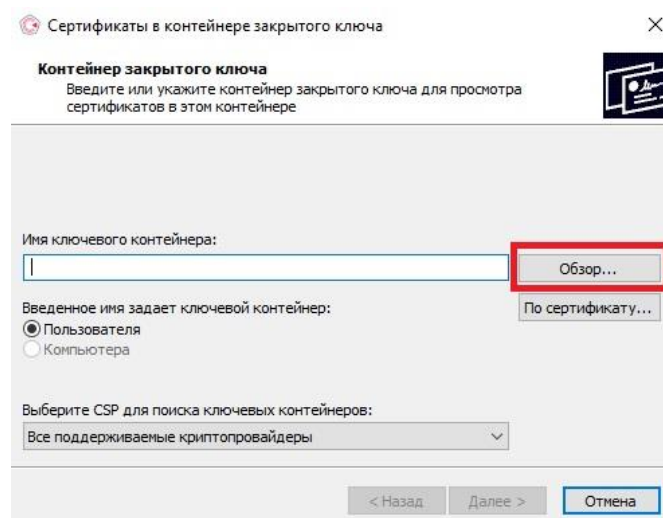 Сертификаты в контейнере закрытого ключа
Контейнер закрытого ключа
Введите или укажите контейнер закрытого ключа для просмотра
сертификатов в этом контейнере
Имя ключевого контейнера:
Обзор...
Введенное имя задает ключевой контейнер:
По сертификату...
Пользователя
Компьютера
Выберите CSP для поиска ключевых контейнеров:
Все поддерживаемые криптопровайдеры
< Назад
Далее >
Отмена